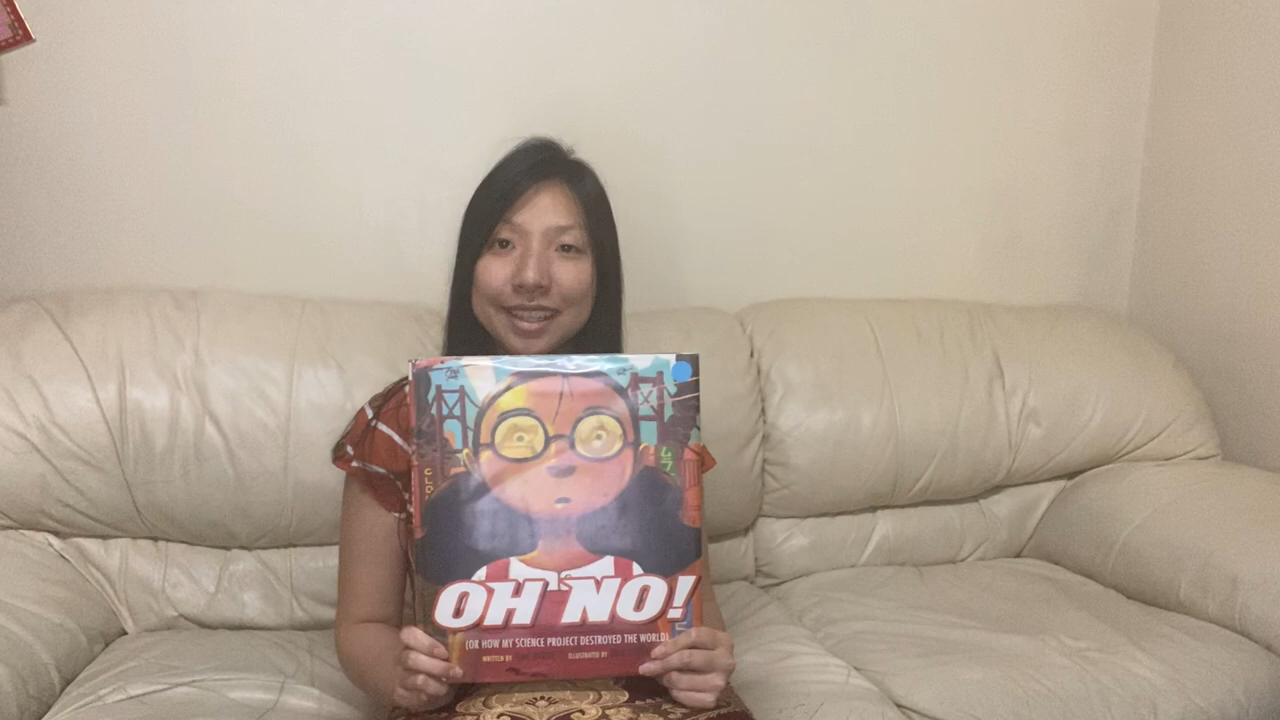 OH NO!
(OR HOW MY SCIENCE PROJECT DESTROYED THE WORLD)
WRITTEN BY ILLUSTRATED BY